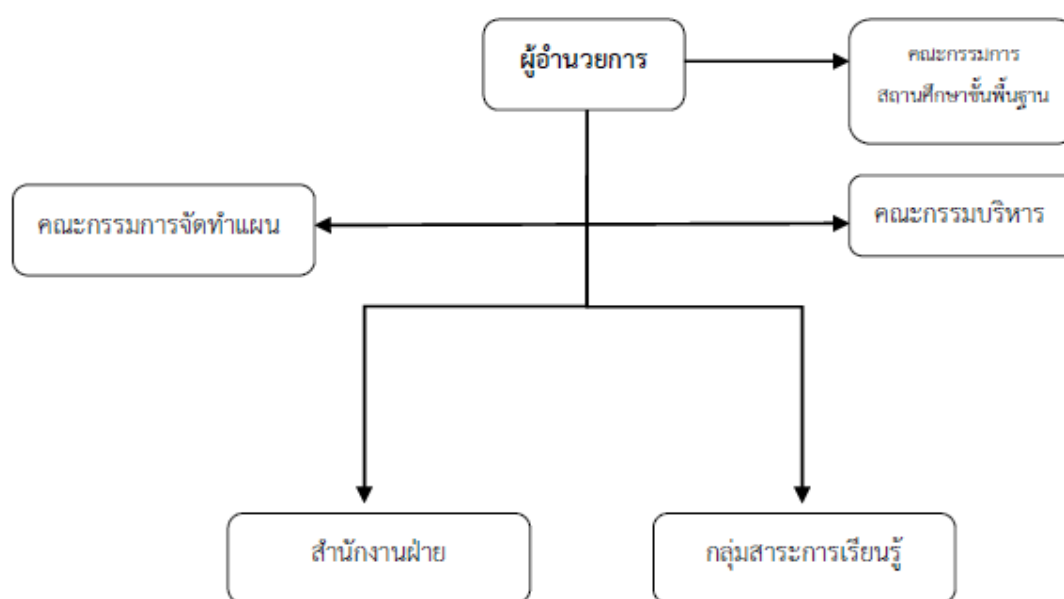 ผู้อำนวยการ
คณะกรรมการ
สถานศึกษาขั้นพื้นฐาน
คณะกรรมการจัดทำแผน
คณะกรรมบริหาร
สำนักงานฝ่าย
กลุ่มสาระการเรียนรู้